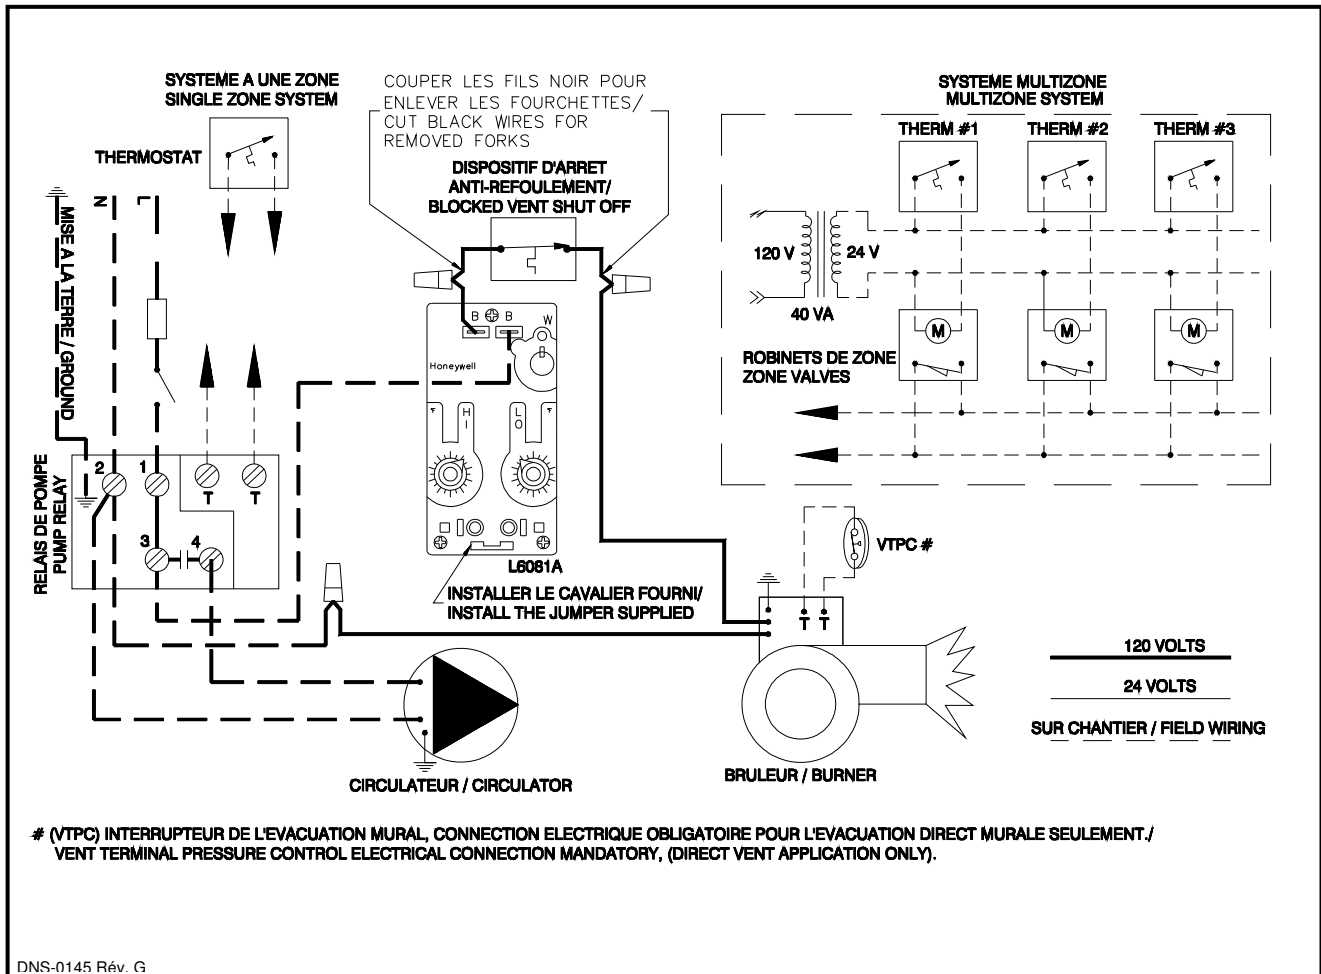 SYSTEME A UNE ZONE
SINGLE ZONE SYSTEM
THERMOSTAT
COUPER LES FILS NOIR POUR
ENLEVER LES FOURCHETTES/
CUT BLACK WIRES FOR
REMOVED FORKS
DISPOSITIF D'ARRET
ANTI-REFOULEMENT/
BLOCKED VENT SHUT OFF
SYSTEME MULTIZONE
MULTIZONE SYSTEM
THERM #1
THERM #2
THERM #3
120 V
24 V
40 VA
M
M
M
ROBINETS DE ZONE
ZONE VALVES
N
L
MISE A LA TERRE / GROUND
RELAIS DE POMPE
PUMP RELAY
2
1
T
T
3
4
B
B
W
Honeywell
F
HI
LO
F
L6081A
INSTALLER LE CAVALIER FOURNI/
INSTALL THE JUMPER SUPPLIED
VTPC #
T
T
CIRCULATEUR / CIRCULATOR
BRULEUR / BURNER
120 VOLTS
24 VOLTS
SUR CHANTIER / FIELD WIRING
# (VTPC) INTERRUPTEUR DE L'EVACUATION MURAL, CONNECTION ELECTRIQUE OBLIGATOIRE POUR L'EVACUATION DIRECT MURALE SEULEMENT./
VENT TERMINAL PRESSURE CONTROL ELECTRICAL CONNECTION MANDATORY, (DIRECT VENT APPLICATION ONLY).
DNS-0145 Rév. G